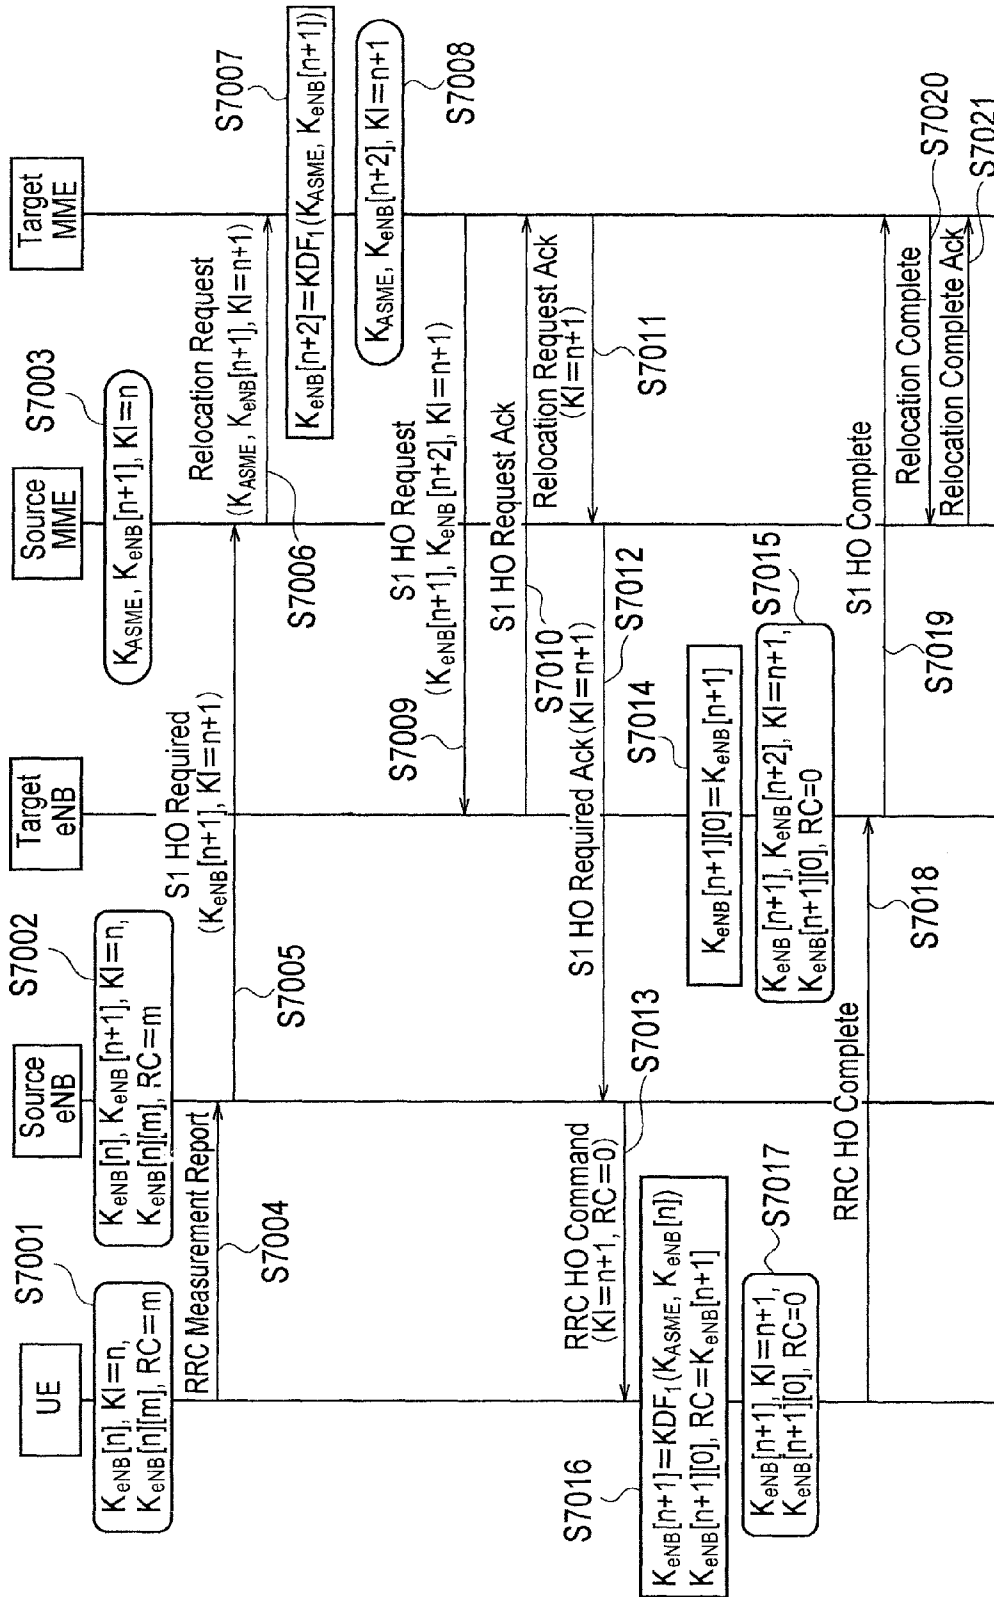 UE
Source
eNB
Target
eNB
Source
MME
Target
MME
S7001
KeNB[n], KI=n,
KeNB[n][m], RC=m
S7002
KeNB[n], KeNB[n+1], KI=n,
KeNB[n][m], RC=m
S7003
KASME, KeNB[n+1], KI=n
RRC Measurement Report
S7004
S1 HO Required
(KeNB[n+1], KI=n+1)
S7005
Relocation Request
(KASME, KeNB[n+1], KI=n+1)
S7006
S7007
KeNB[n+2]=KDF1(KASME, KeNB[n+1])
KASME, KeNB[n+2], KI=n+1
S7008
S1 HO Request
(KeNB[n+1], KeNB[n+2], KI=n+1)
S7009
S1 HO Request Ack
S7010
Relocation Request Ack
(KI=n+1)
S7011
S1 HO Required Ack(KI=n+1)
S7012
RRC HO Command
(KI=n+1, RC=0)
S7013
S7014
KeNB[n+1][0]=KeNB[n+1]
S7015
KeNB[n+1], KeNB[n+2], KI=n+1,
KeNB[n+1][0], RC=0
S7016
KeNB[n+1]=KDF1(KASME, KeNB[n])
KeNB[n+1][0], RC=KeNB[n+1]
S7017
KeNB[n+1], KI=n+1,
KeNB[n+1][0], RC=0
RRC HO Complete
S7018
S1 HO Complete
S7019
Relocation Complete
S7020
Relocation Complete Ack
S7021